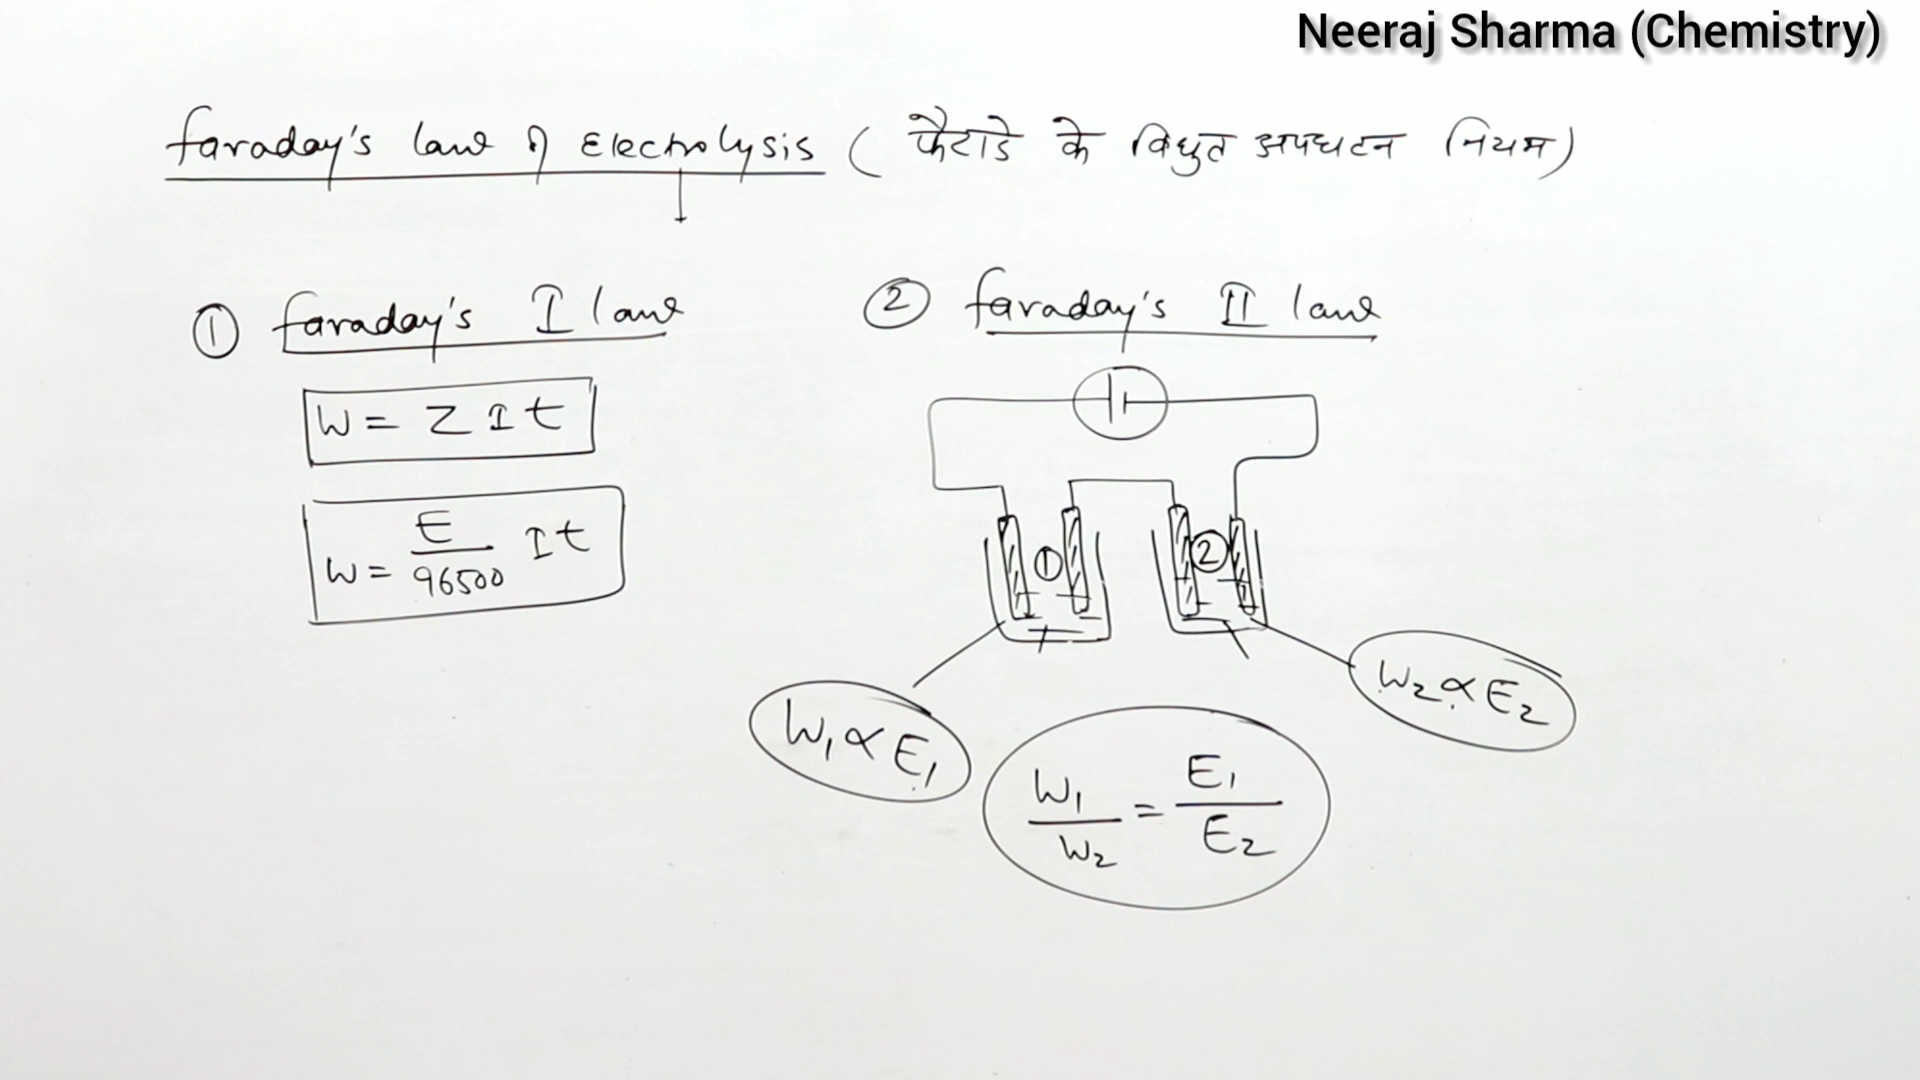 Neeraj Sharma (Chemistry)
faraday's law of Electrolysis ( फैराडे के विधुत अपघटन नियम )
① faraday's I law
W = Z I t
W = E/96500 I t
② faraday's II law
① ②
W₁ ∝ E₁
W₂ ∝ E₂
W₁/W₂ = E₁/E₂